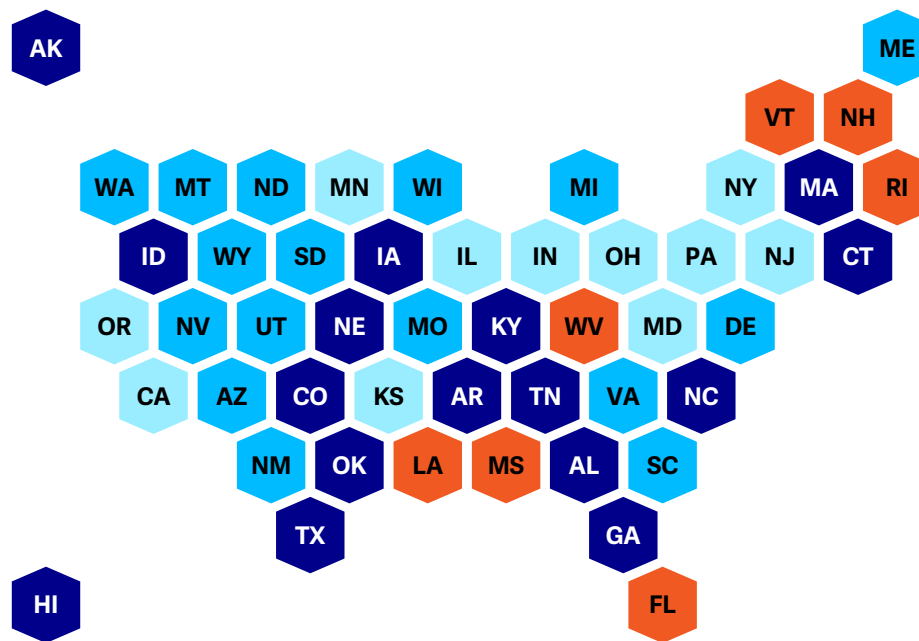 AK ME
VT NH
WA MT ND MN WI MI NY MA RI
ID WY SD IA IL IN OH PA NJ CT
OR NV UT NE MO KY WV MD DE
CA AZ CO KS AR TN VA NC
NM OK LA MS AL SC
TX GA
HI FL